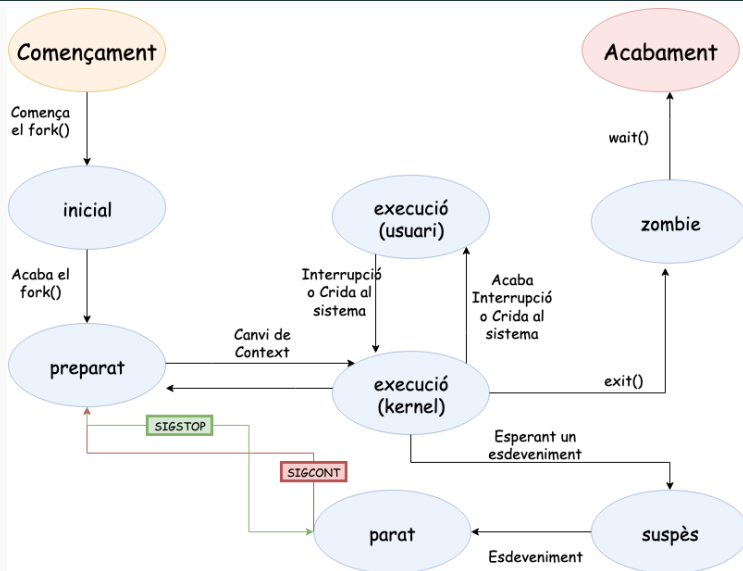 Començament
Acabament
Comença
el fork()
wait()
inicial
execució
(usuari)
zombie
Acaba el
fork()
Interrupció
o Crida al
sistema
Acaba
Interrupció
o Crida al
sistema
Canvi de
Context
preparat
execució
(kernel)
exit()
SIGSTOP
Esperant un
esdeveniment
SIGCONT
parat
suspès
Esdeveniment